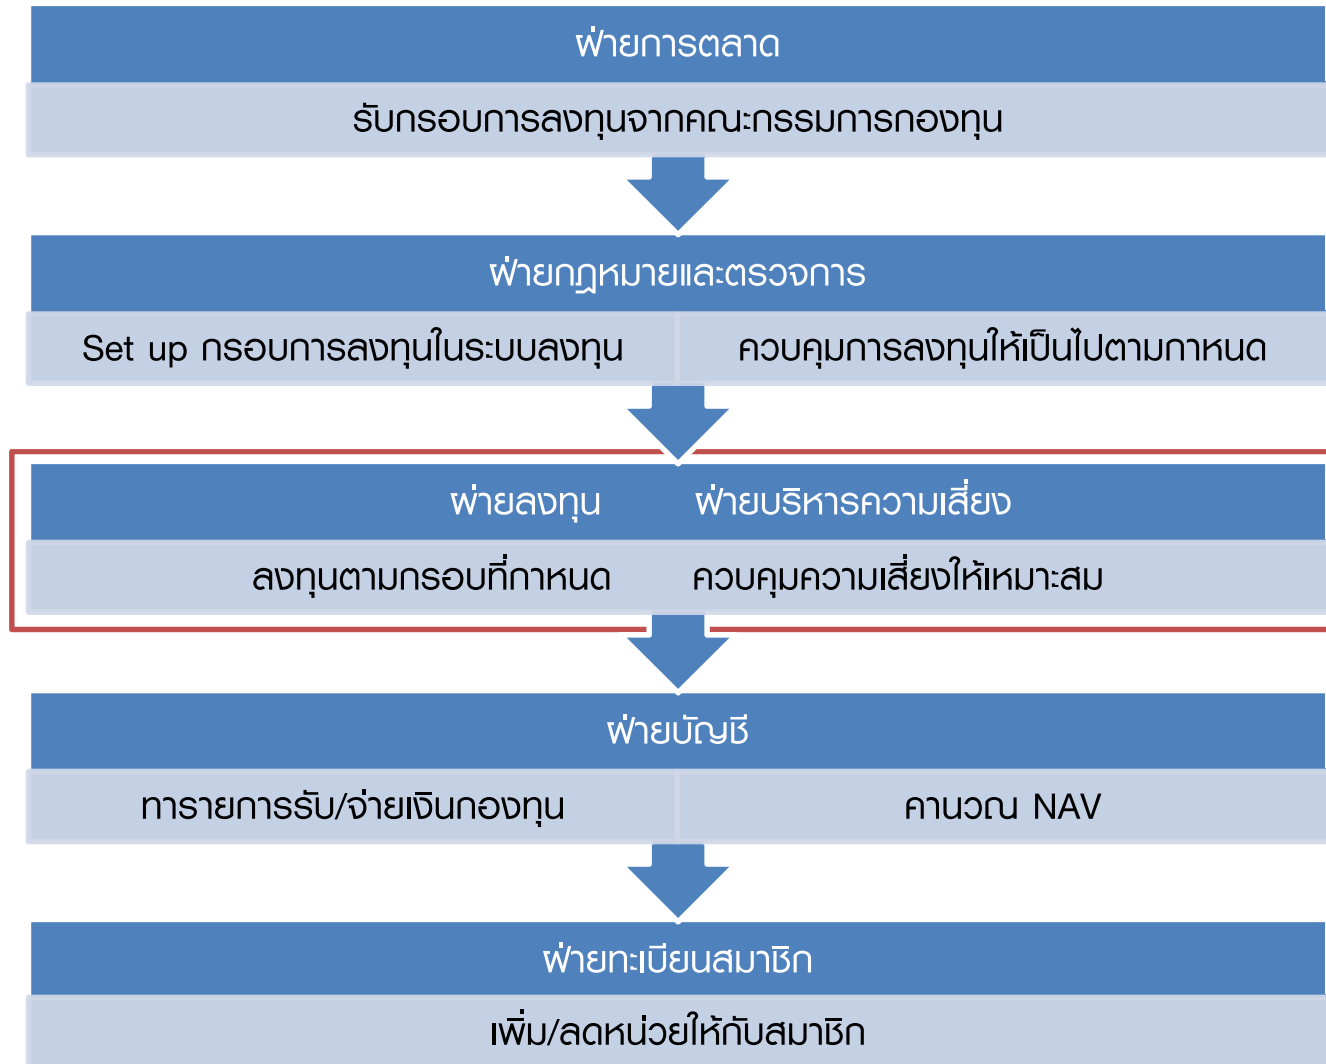 ฝ่ายการตลาด
รับกรอบการลงทุนจากคณะกรรมการกองทุน
ฝ่ายกฎหมายและตรวจการ
Set up กรอบการลงทุนในระบบลงทุน
ควบคุมการลงทุนให้เป็นไปตามกาหนด
ฝ่ายลงทุน ฝ่ายบริหารความเสี่ยง
ลงทุนตามกรอบที่กาหนด ควบคุมความเสี่ยงให้เหมาะสม
ฝ่ายบัญชี
ทารายการรับ/จ่ายเงินกองทุน
คานวณ NAV
ฝ่ายทะเบียนสมาชิก
เพิ่ม/ลดหน่วยให้กับสมาชิก